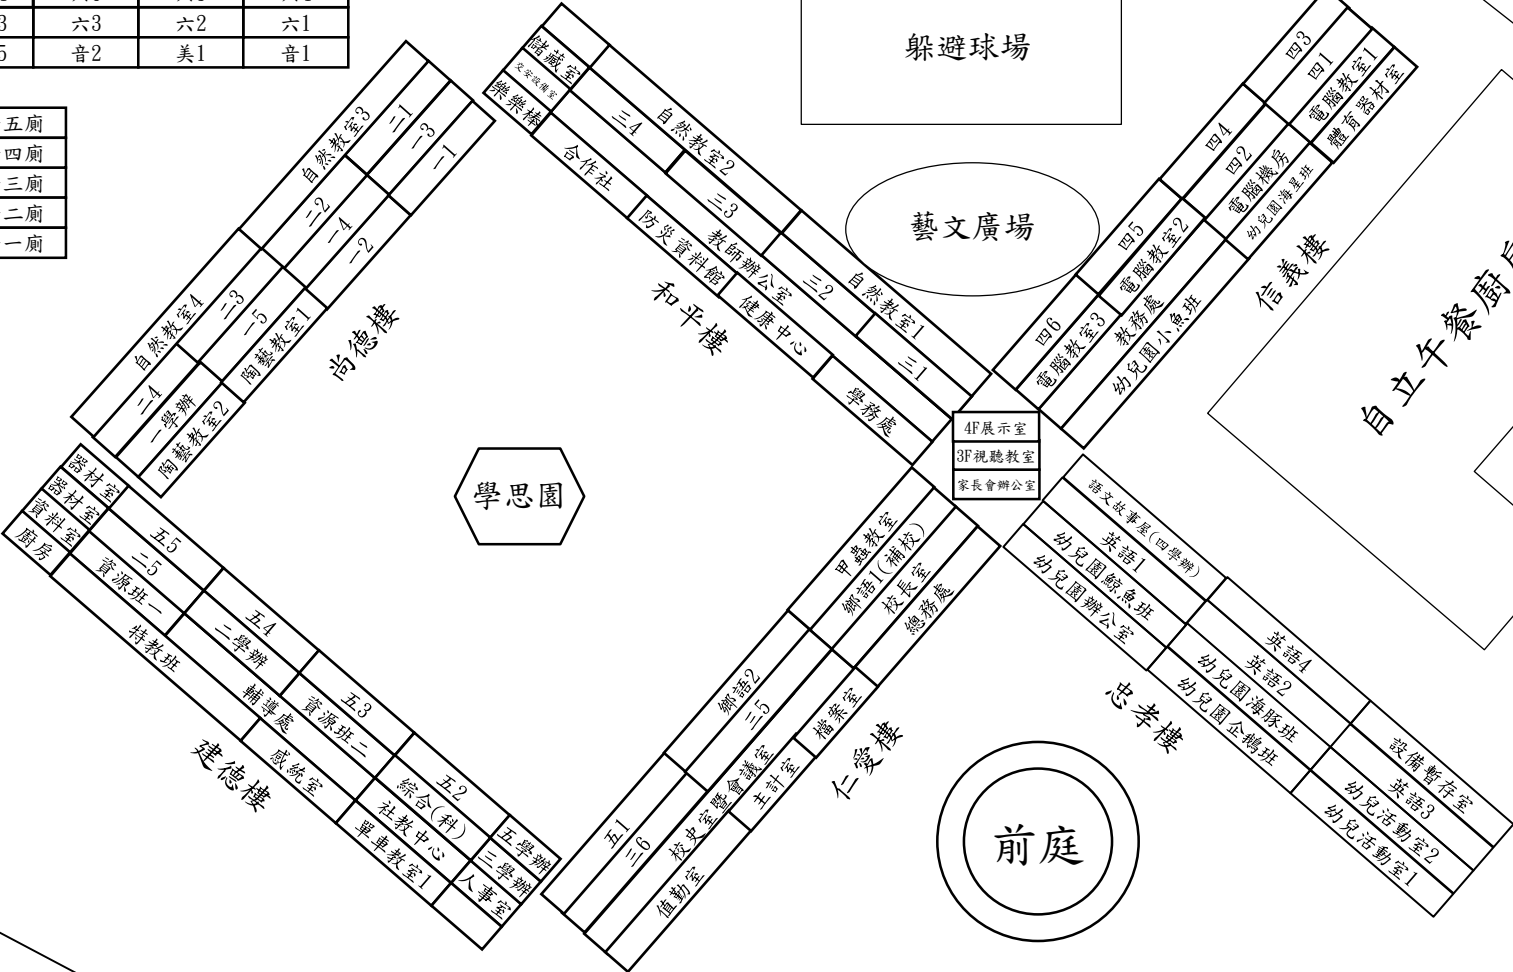 3 六3 六2 六1
5 音2 美1 音1
五廁
四廁
三廁
二廁
一廁
自然教室3
二1
一3
一1
二2
一4
一2
自然教室4
二3
一5
陶藝教室1
二4
一學辦
陶藝教室2
尚德樓
儲藏室
交安設備室
樂樂棒
自然教室2
三4
合作社
三3
教師辦公室
防災資料館
自然教室1
三2
健康中心
三1
學務處
和平樓
躲避球場
藝文廣場
四3
四1
電腦教室1
體育器材室
四4
四2
電腦機房
幼兒園海星班
四5
電腦教室2
教務處
幼兒園小魚班
四6
電腦教室3
信義樓
自立午餐廚房
4F展示室
3F視聽教室
家長會辦公室
學思園
器材室
器材室
資料室
廚房
五5
二5
資源班一
特教班
五4
二學辦
輔導處
五3
資源班二
感統室
五2
綜合(科)
社教中心
單車教室1
五學辦
三學辦
人事室
建德樓
甲蟲教室
鄉語1(補校)
校長室
總務處
鄉語2
三5
檔案室
校史室暨會議室
主計室
五1
三6
值勤室
仁愛樓
語文故事屋(四學辦)
英語1
幼兒園鯨魚班
幼兒園辦公室
英語4
英語2
幼兒園海豚班
幼兒園企鵝班
設備暫存室
英語3
幼兒活動室2
幼兒活動室1
忠孝樓
前庭